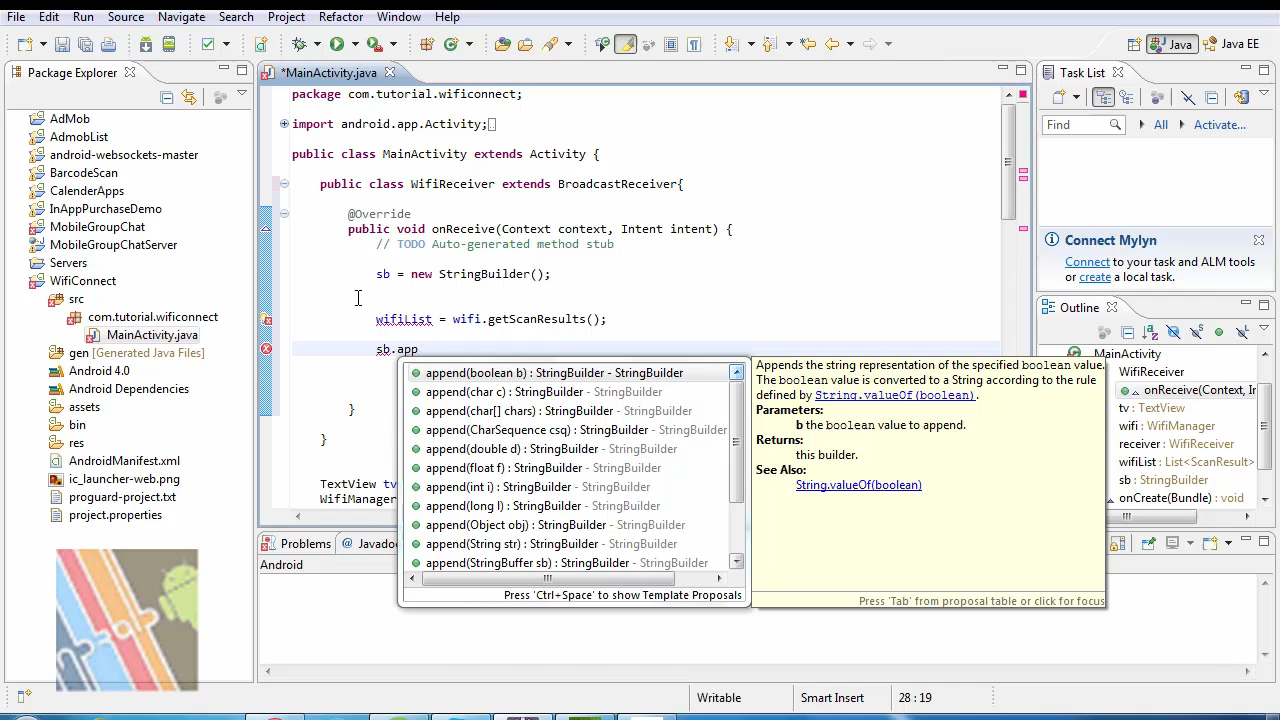 File Edit Run Source Navigate Search Project Refactor Window Help
Java
Java EE
Package Explorer
AdMob
AdmobList
android-websockets-master
BarcodeScan
CalenderApps
InAppPurchaseDemo
MobileGroupChat
MobileGroupChatServer
Servers
WifiConnect
src
com.tutorial.wificonnect
MainActivity.java
gen [Generated Java Files]
Android 4.0
Android Dependencies
assets
bin
res
AndroidManifest.xml
ic_launcher-web.png
proguard-project.txt
project.properties
*MainActivity.java
package com.tutorial.wificonnect;
import android.app.Activity;
public class MainActivity extends Activity {
public class WifiReceiver extends BroadcastReceiver{
@Override
public void onReceive(Context context, Intent intent) {
// TODO Auto-generated method stub
sb = new StringBuilder();
wifiList = wifi.getScanResults();
sb.app
}
}
TextView tv
WifiManager
append(boolean b) : StringBuilder - StringBuilder
append(char c) : StringBuilder - StringBuilder
append(char[] chars) : StringBuilder - StringBuilder
append(CharSequence csq) : StringBuilder - StringBuilder
append(double d) : StringBuilder - StringBuilder
append(float f) : StringBuilder - StringBuilder
append(int i) : StringBuilder - StringBuilder
append(long l) : StringBuilder - StringBuilder
append(Object obj) : StringBuilder - StringBuilder
append(String str) : StringBuilder - StringBuilder
append(StringBuffer sb) : StringBuilder - StringBuilder
Press 'Ctrl+Space' to show Template Proposals
Appends the string representation of the specified boolean value.
The boolean value is converted to a String according to the rule
defined by String.valueOf(boolean).
Parameters:
b the boolean value to append.
Returns:
this builder.
See Also:
String.valueOf(boolean)
Press 'Tab' from proposal table or click for focus
Task List
Find
All
Activate...
Connect Mylyn
Connect to your task and ALM tools
or create a local task.
Outline
MainActivity
WifiReceiver
onReceive(Context, In
tv : TextView
wifi : WifiManager
receiver : WifiReceiver
wifiList : List<ScanResult>
sb : StringBuilder
onCreate(Bundle) : void
Problems
Javadoc
Android
Writable
Smart Insert
28 : 19